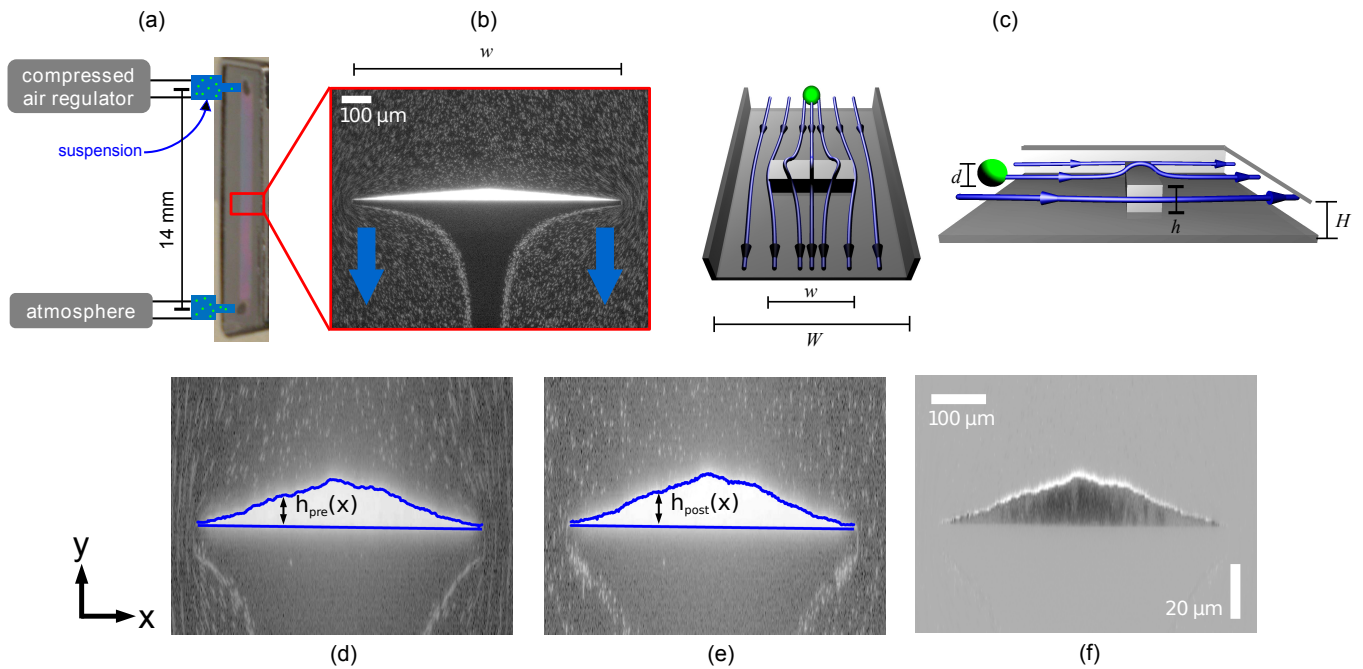 (a)
(b)
(c)
compressed
air regulator
suspension
14 mm
atmosphere
w
100 µm
d
h
H
w
W
h_pre(x)
h_post(x)
100 µm
20 µm
y
x
(d)
(e)
(f)